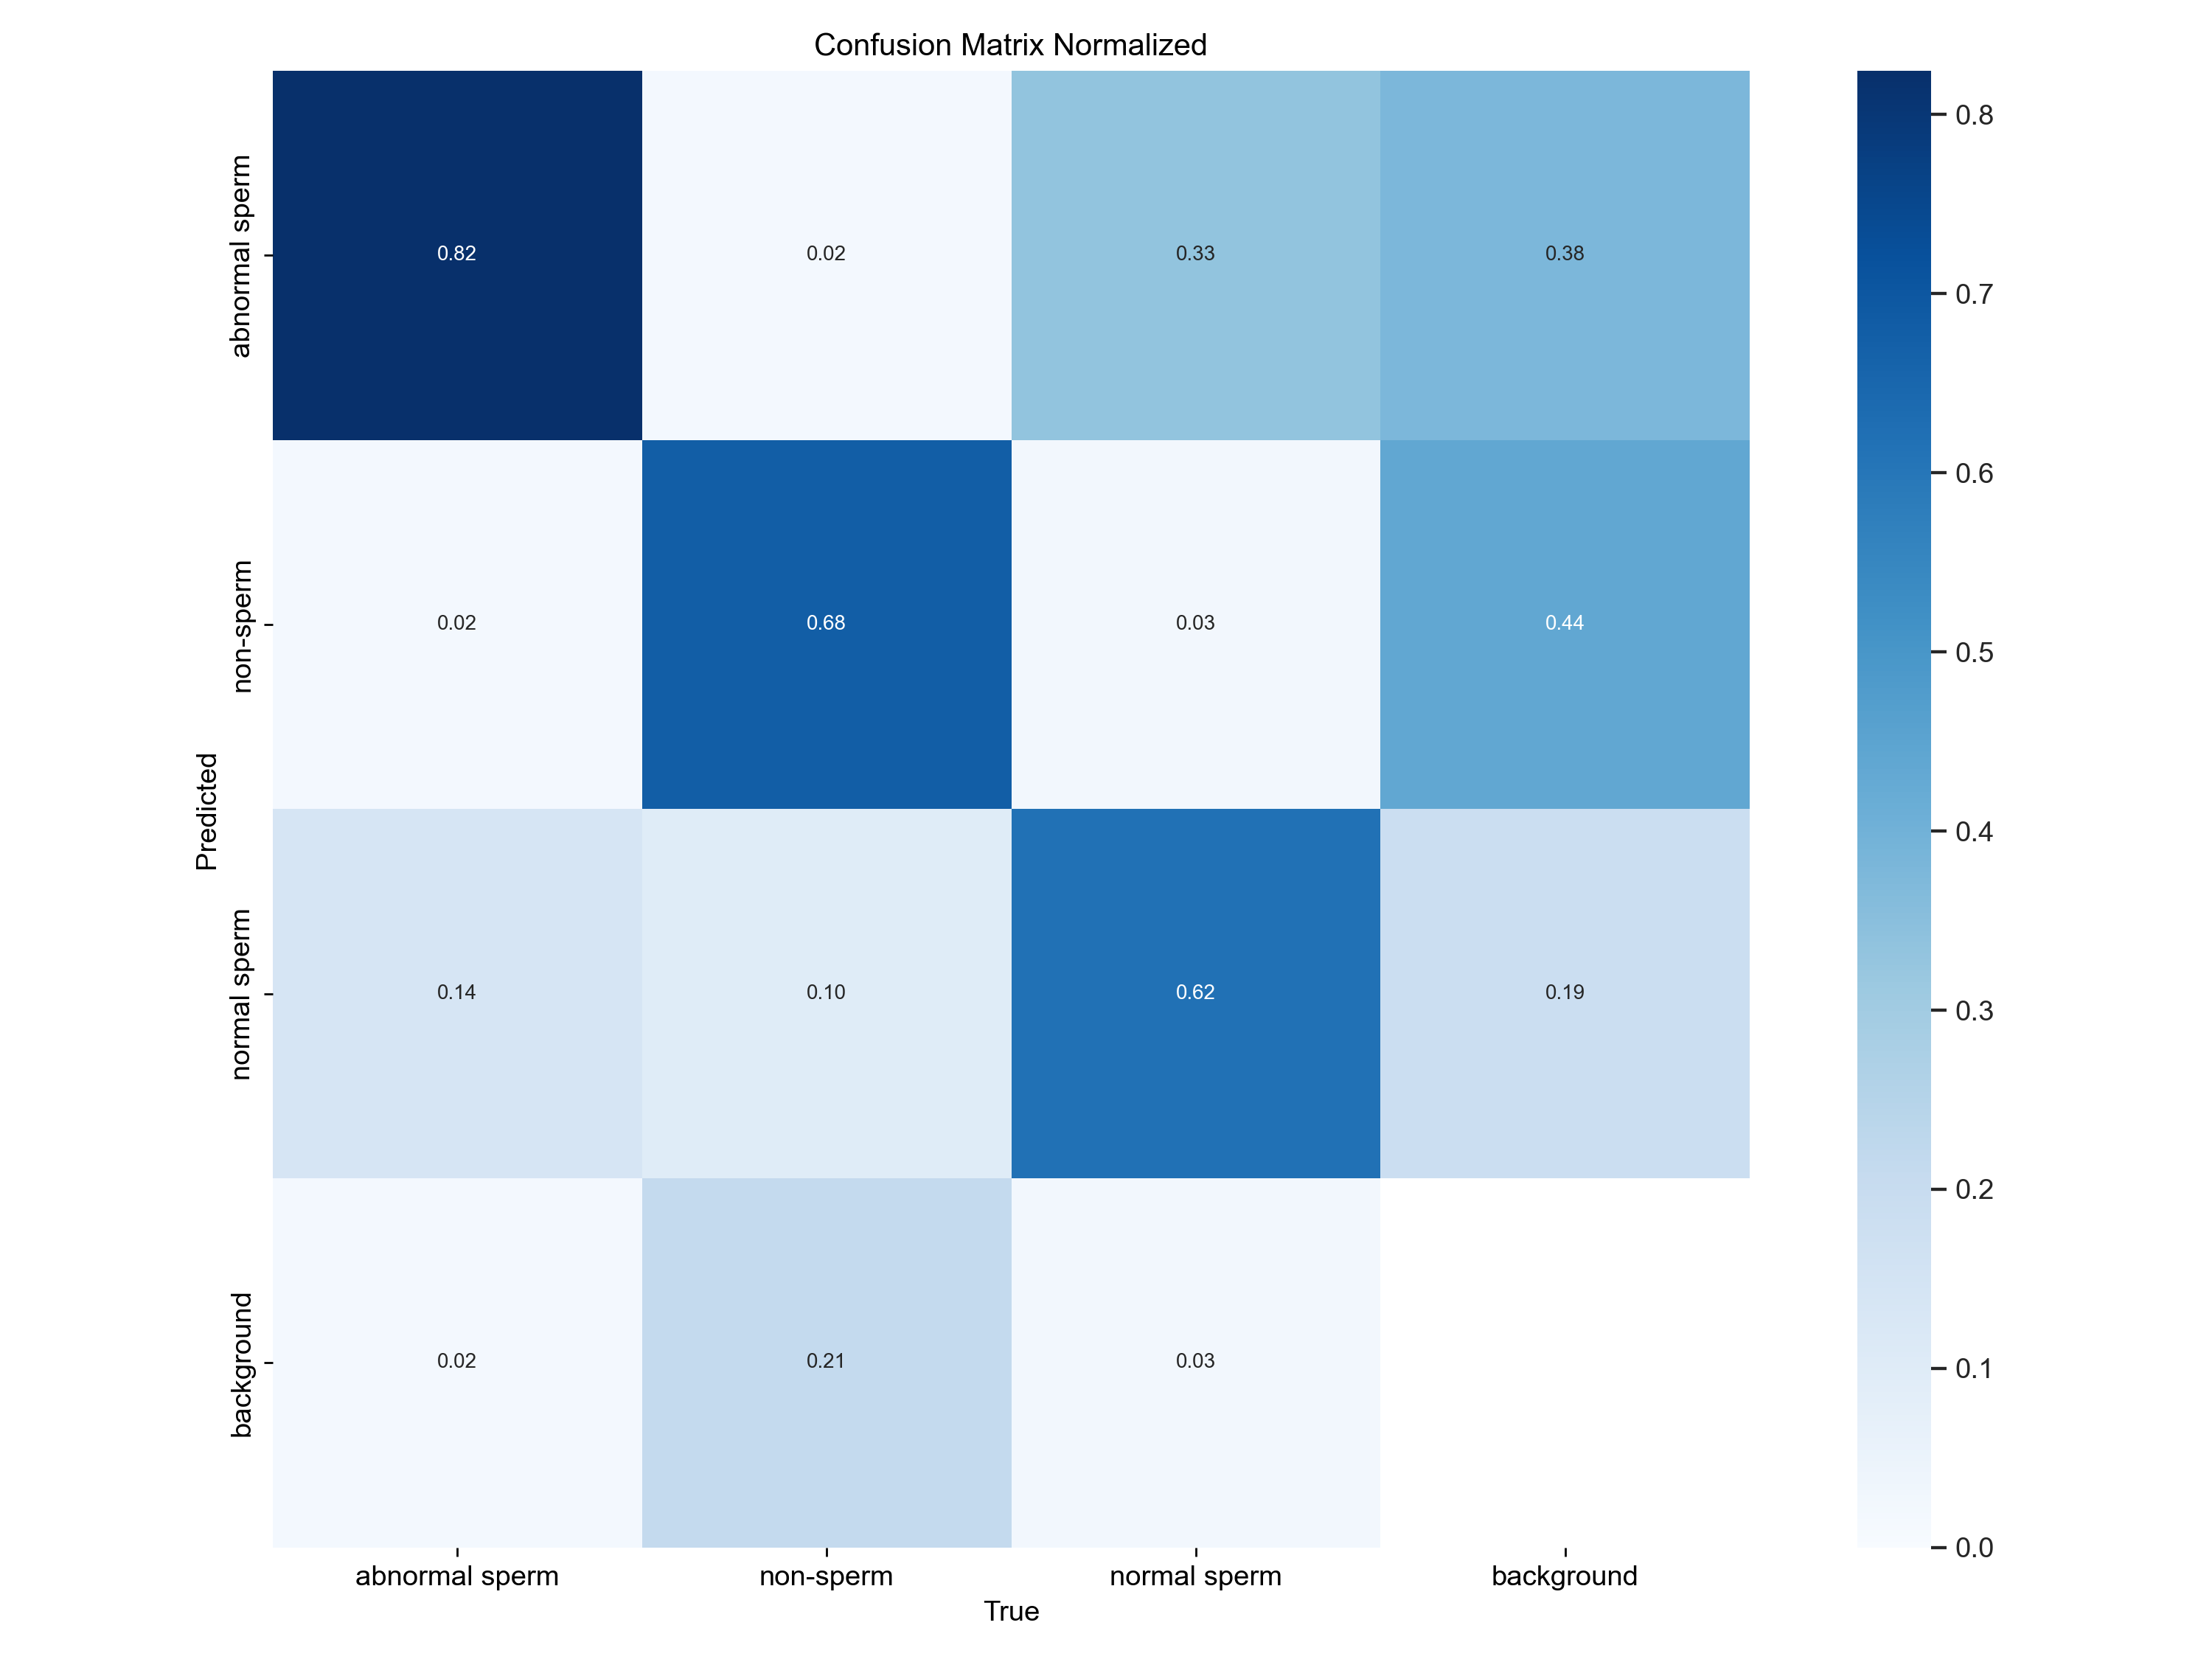 Confusion Matrix Normalized
abnormal sperm
0.82
0.02
0.33
0.38
non-sperm
0.02
0.68
0.03
0.44
normal sperm
0.14
0.10
0.62
0.19
background
0.02
0.21
0.03
Predicted
abnormal sperm
non-sperm
normal sperm
background
True
0.8
0.7
0.6
0.5
0.4
0.3
0.2
0.1
0.0